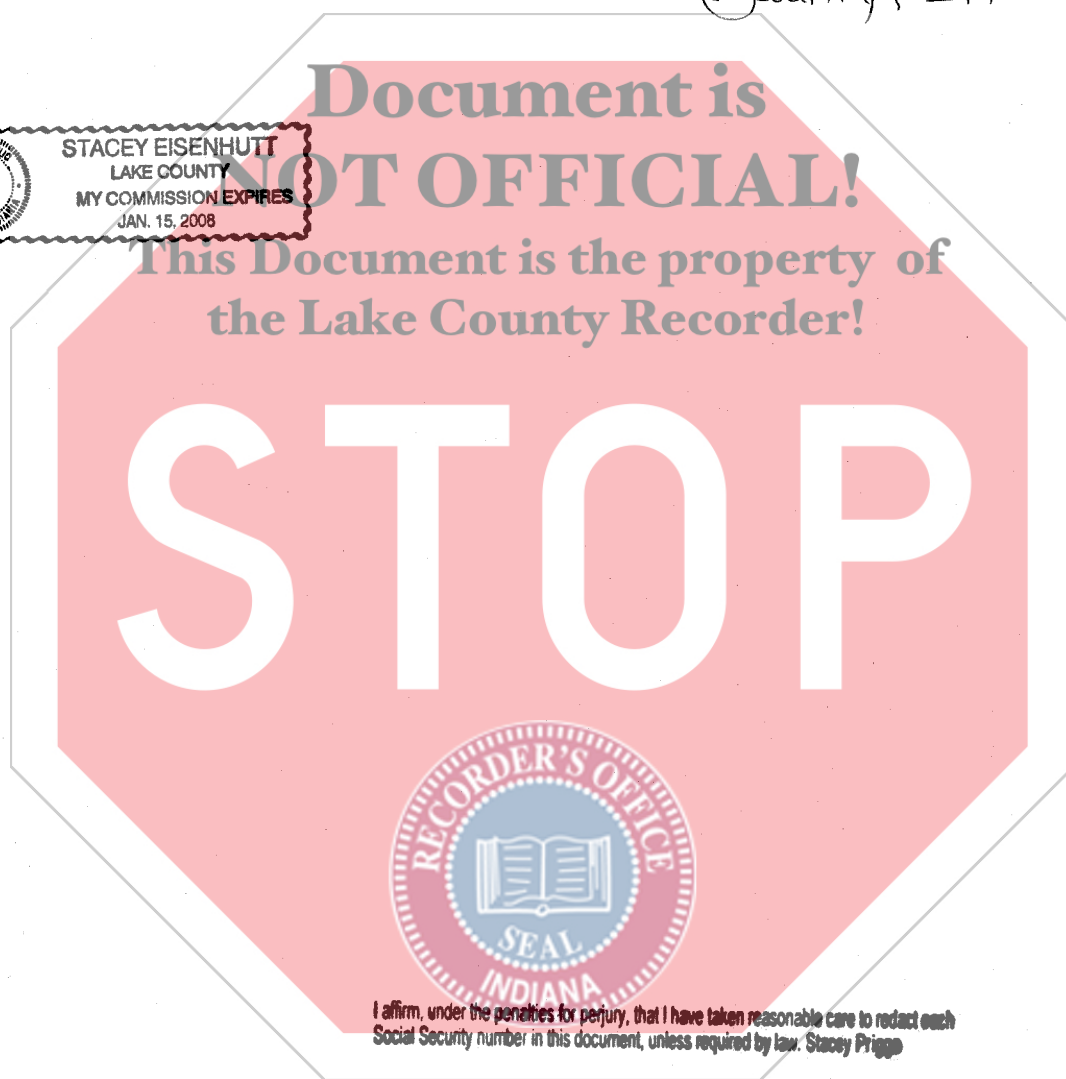 Document is
NOT OFFICIAL!
STACEY EISENHUTT
LAKE COUNTY
MY COMMISSION EXPIRES
JAN. 15, 2008
This Document is the property of
the Lake County Recorder!
STOP
RECORDER'S OFFICE
SEAL
INDIANA
I affirm, under the penalties for perjury, that I have taken reasonable care to redact each
Social Security number in this document, unless required by law. Stacey Priggo